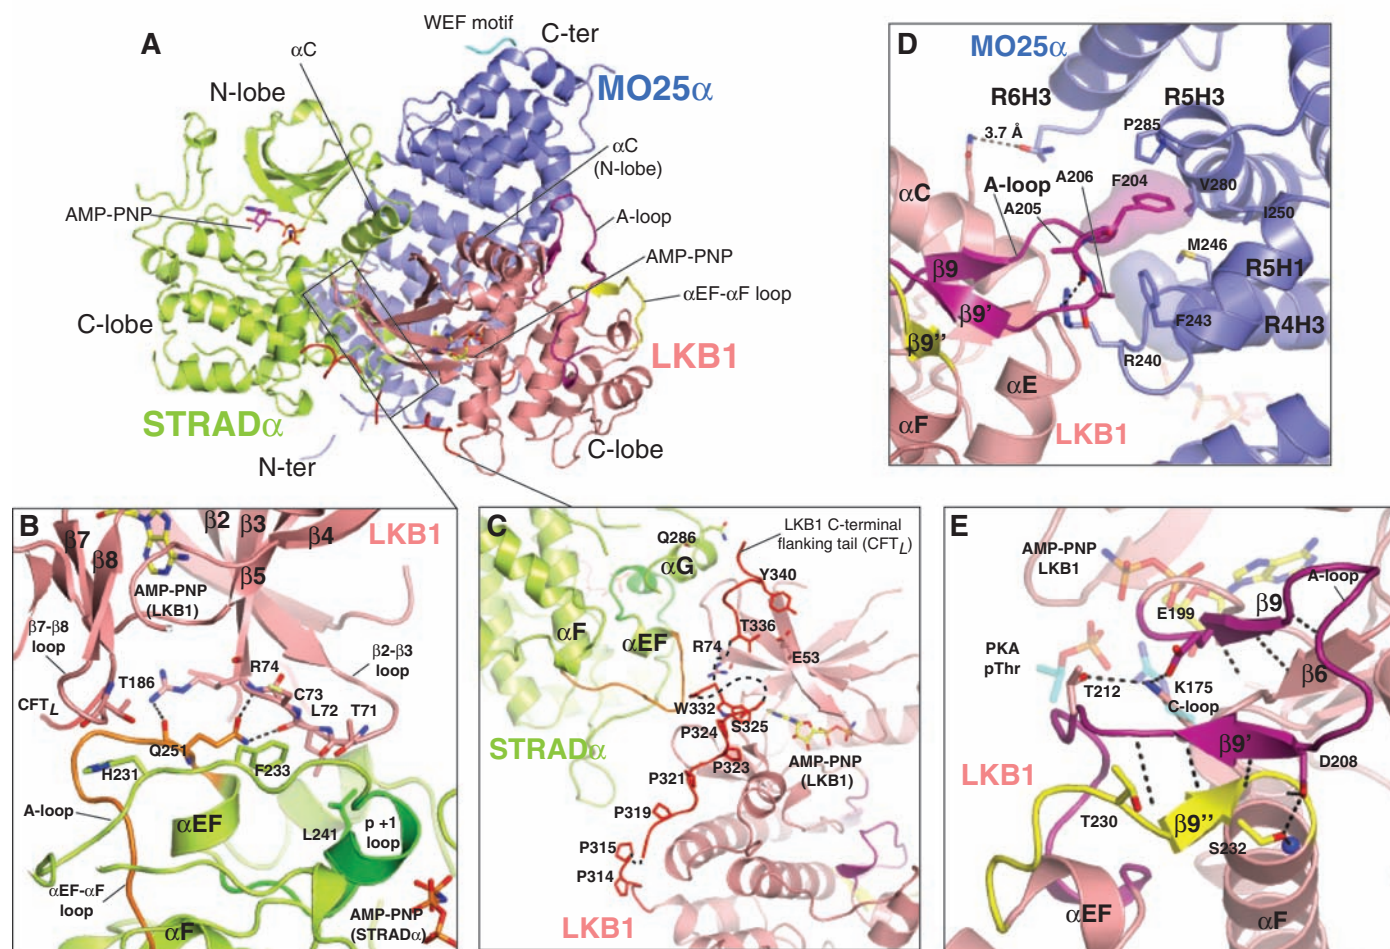 A
WEF motif
C-ter
αC
N-lobe
MO25α
αC
(N-lobe)
A-loop
AMP-PNP
AMP-PNP
αEF-αF loop
C-lobe
LKB1
STRADα
C-lobe
N-ter
D
MO25α
R6H3
R5H3
P285
3.7 Å
A206
F204
V280
αC
A-loop
A205
I250
M246
β9
R5H1
β9'
F243
R4H3
β9''
R240
αE
αF
LKB1
B
β2
β3
β4
LKB1
β7
β8
β5
AMP-PNP
(LKB1)
β7-β8
loop
β2-β3
loop
R74
T186
C73
CFTL
L72
T71
Q251
H231
F233
A-loop
αEF
L241
p +1
loop
αEF-αF
loop
AMP-PNP
(STRADα)
αF
C
LKB1 C-terminal
flanking tail (CFTL)
Q286
αG
Y340
αF
αEF
T336
R74
E53
W332
S325
P324
STRADα
P323
AMP-PNP
(LKB1)
P321
P319
P315
P314
LKB1
E
AMP-PNP
LKB1
A-loop
β9
E199
PKA
pThr
β6
T212
K175
C-loop
β9'
D208
LKB1
T230
β9''
S232
αEF
αF